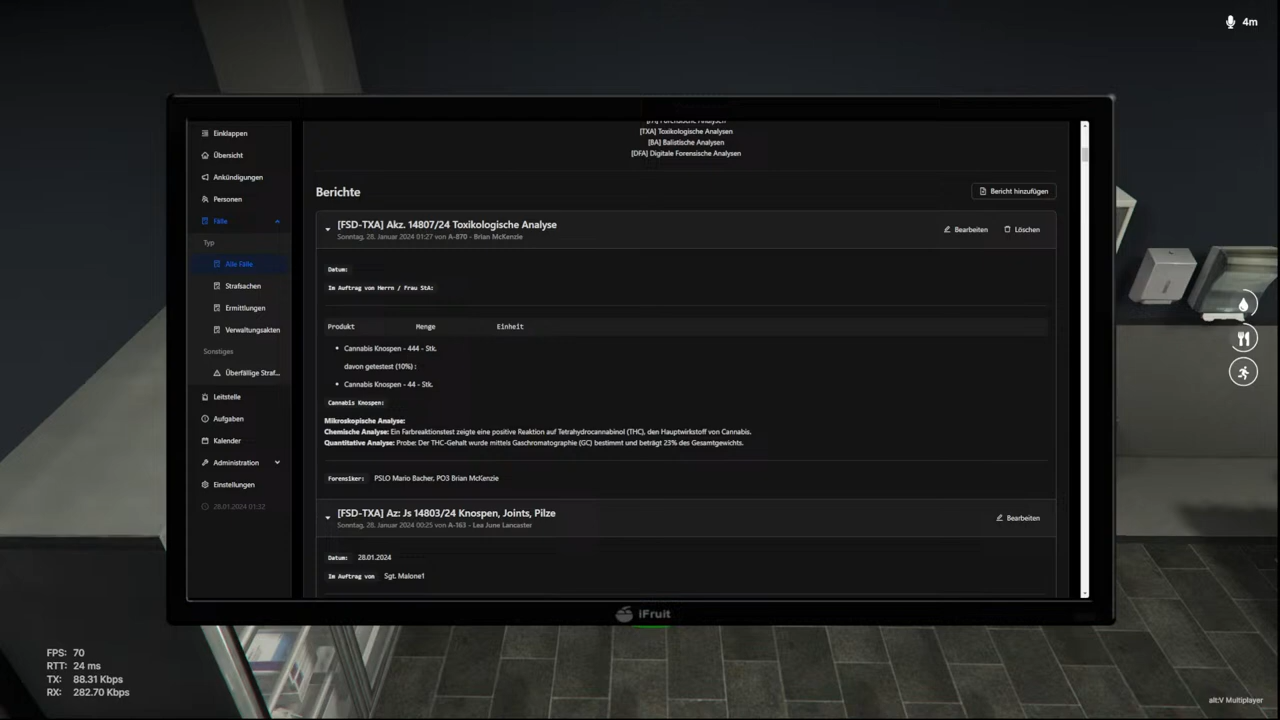 4m
Einklappen
Übersicht
Ankündigungen
Personen
Fälle
Typ
Alle Fälle
Strafsachen
Ermittlungen
Verwaltungsakten
Sonstiges
Überfällige Straf...
Leitstelle
Aufgaben
Kalender
Administration
Einstellungen
28.01.2024 01:32
[TXA] Toxikologische Analysen
[BA] Balistische Analysen
[DFA] Digitale Forensische Analysen
Berichte
Bericht hinzufügen
[FSD-TXA] Akz. 14807/24 Toxikologische Analyse
Sonntag, 28. Januar 2024 01:27 von A-870 - Brian McKenzie
Bearbeiten
Löschen
Datum:
Im Auftrag von Herrn / Frau StA:
Produkt Menge Einheit
• Cannabis Knospen - 444 - Stk.
davon getestest (10%) :
• Cannabis Knospen - 44 - Stk.
Cannabis Knospen:
Mikroskopische Analyse:
Chemische Analyse: Ein Farbreaktionstest zeigte eine positive Reaktion auf Tetrahydrocannabinol (THC), den Hauptwirkstoff von Cannabis.
Quantitative Analyse: Probe: Der THC-Gehalt wurde mittels Gaschromatographie (GC) bestimmt und beträgt 23% des Gesamtgewichts.
Forensiker: PSLO Mario Bacher, PO3 Brian McKenzie
[FSD-TXA] Az: Js 14803/24 Knospen, Joints, Pilze
Sonntag, 28. Januar 2024 00:25 von A-163 - Lea June Lancaster
Bearbeiten
Datum: 28.01.2024
Im Auftrag von Sgt. Malone1
iFruit
FPS: 70
RTT: 24 ms
TX: 88.31 Kbps
RX: 282.70 Kbps
alt:V Multiplayer